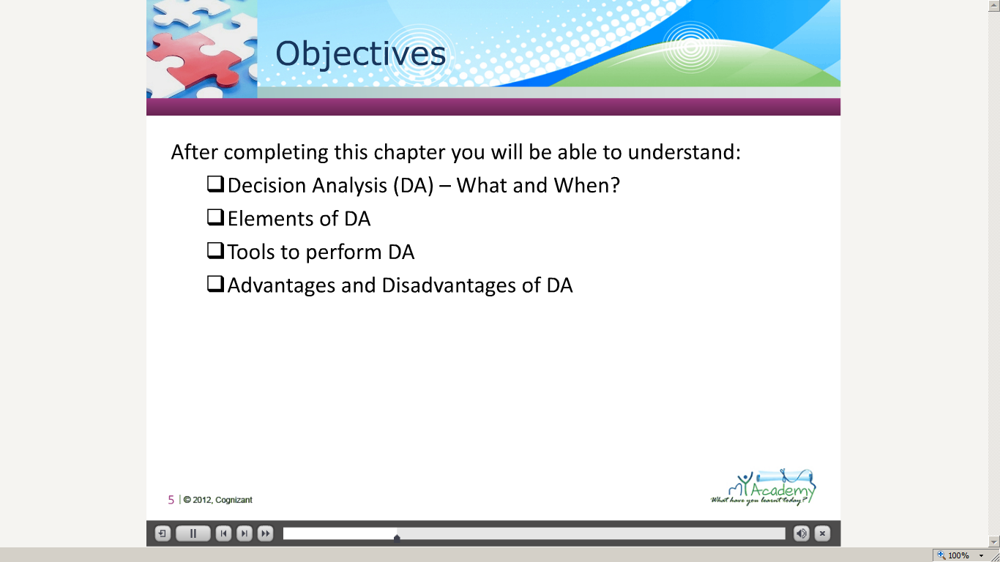 Objectives
After completing this chapter you will be able to understand:
❑Decision Analysis (DA) – What and When?
❑Elements of DA
❑Tools to perform DA
❑Advantages and Disadvantages of DA
5 | © 2012, Cognizant
myAcademy
What have you learnt today?
100%